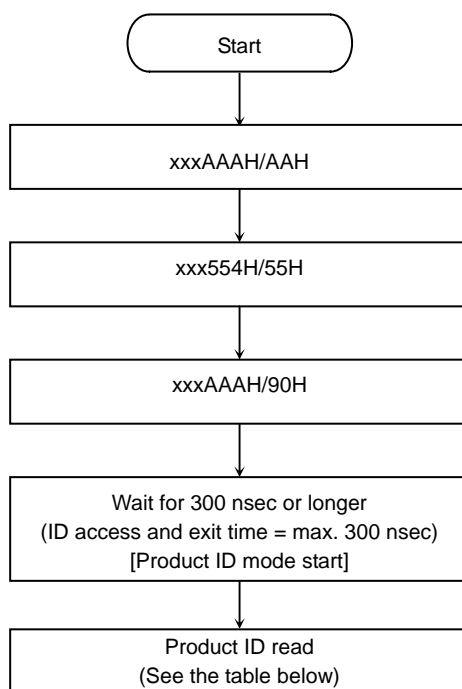 Start
xxxAAAH/AAH
xxx554H/55H
xxxAAAH/90H
Wait for 300 nsec or longer
(ID access and exit time = max. 300 nsec)
[Product ID mode start]
Product ID read
(See the table below)